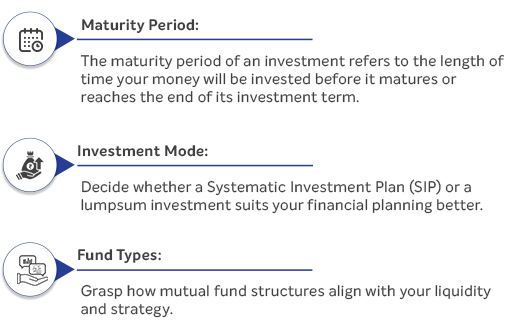 Maturity Period:
The maturity period of an investment refers to the length of
time your money will be invested before it matures or
reaches the end of its investment term.
Investment Mode:
Decide whether a Systematic Investment Plan (SIP) or a
lumpsum investment suits your financial planning better.
Fund Types:
Grasp how mutual fund structures align with your liquidity
and strategy.